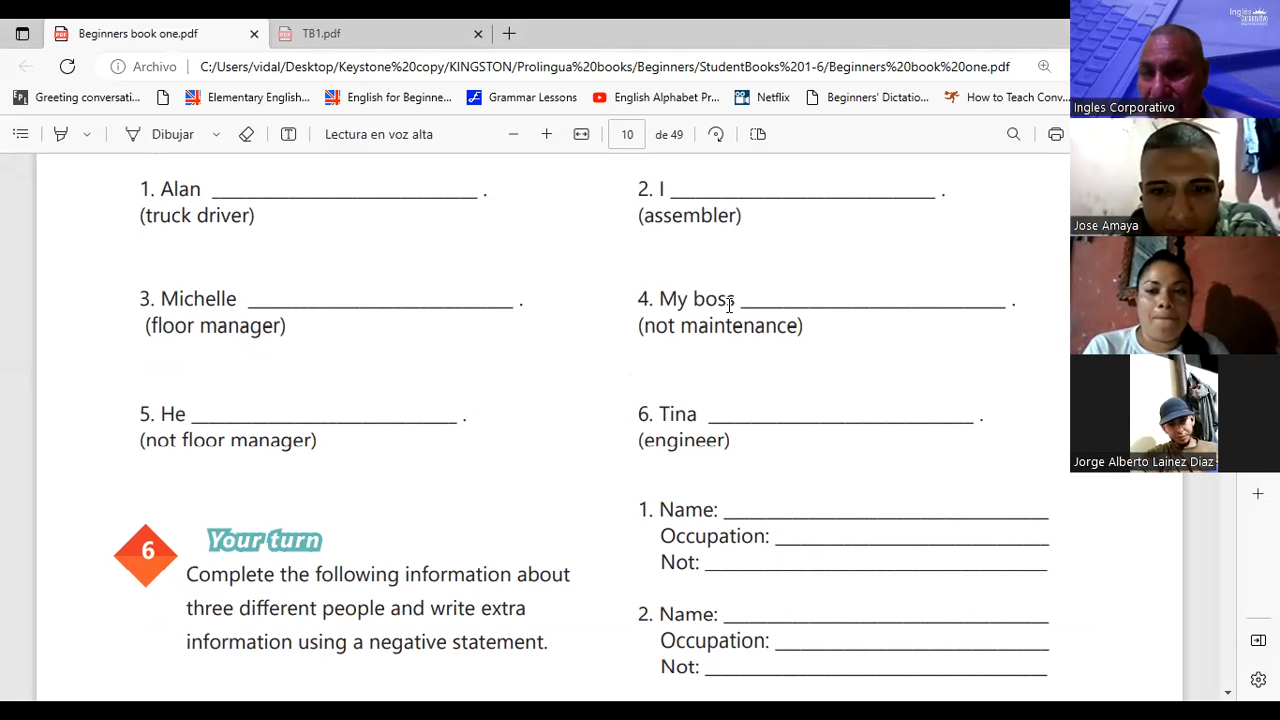 Beginners book one.pdf
TB1.pdf
Archivo C:/Users/vidal/Desktop/Keystone%20copy/KINGSTON/Prolingua%20books/Beginners/StudentBooks%201-6/Beginners%20book%20one.pdf
Greeting conversati... Elementary English... English for Beginne... Grammar Lessons English Alphabet Pr... Netflix Beginners' Dictatio... How to Teach Conv...
Dibujar Lectura en voz alta 10 de 49
1. Alan ____________________ .
(truck driver)
2. I ____________________ .
(assembler)
3. Michelle ____________________ .
(floor manager)
4. My boss ____________________ .
(not maintenance)
5. He ____________________ .
(not floor manager)
6. Tina ____________________ .
(engineer)
6 Your turn
Complete the following information about
three different people and write extra
information using a negative statement.
1. Name: ____________________
Occupation: ____________________
Not: ____________________
2. Name: ____________________
Occupation: ____________________
Not: ____________________
Inglés
Ingles Corporativo
Jose Amaya
Jorge Alberto Lainez Diaz